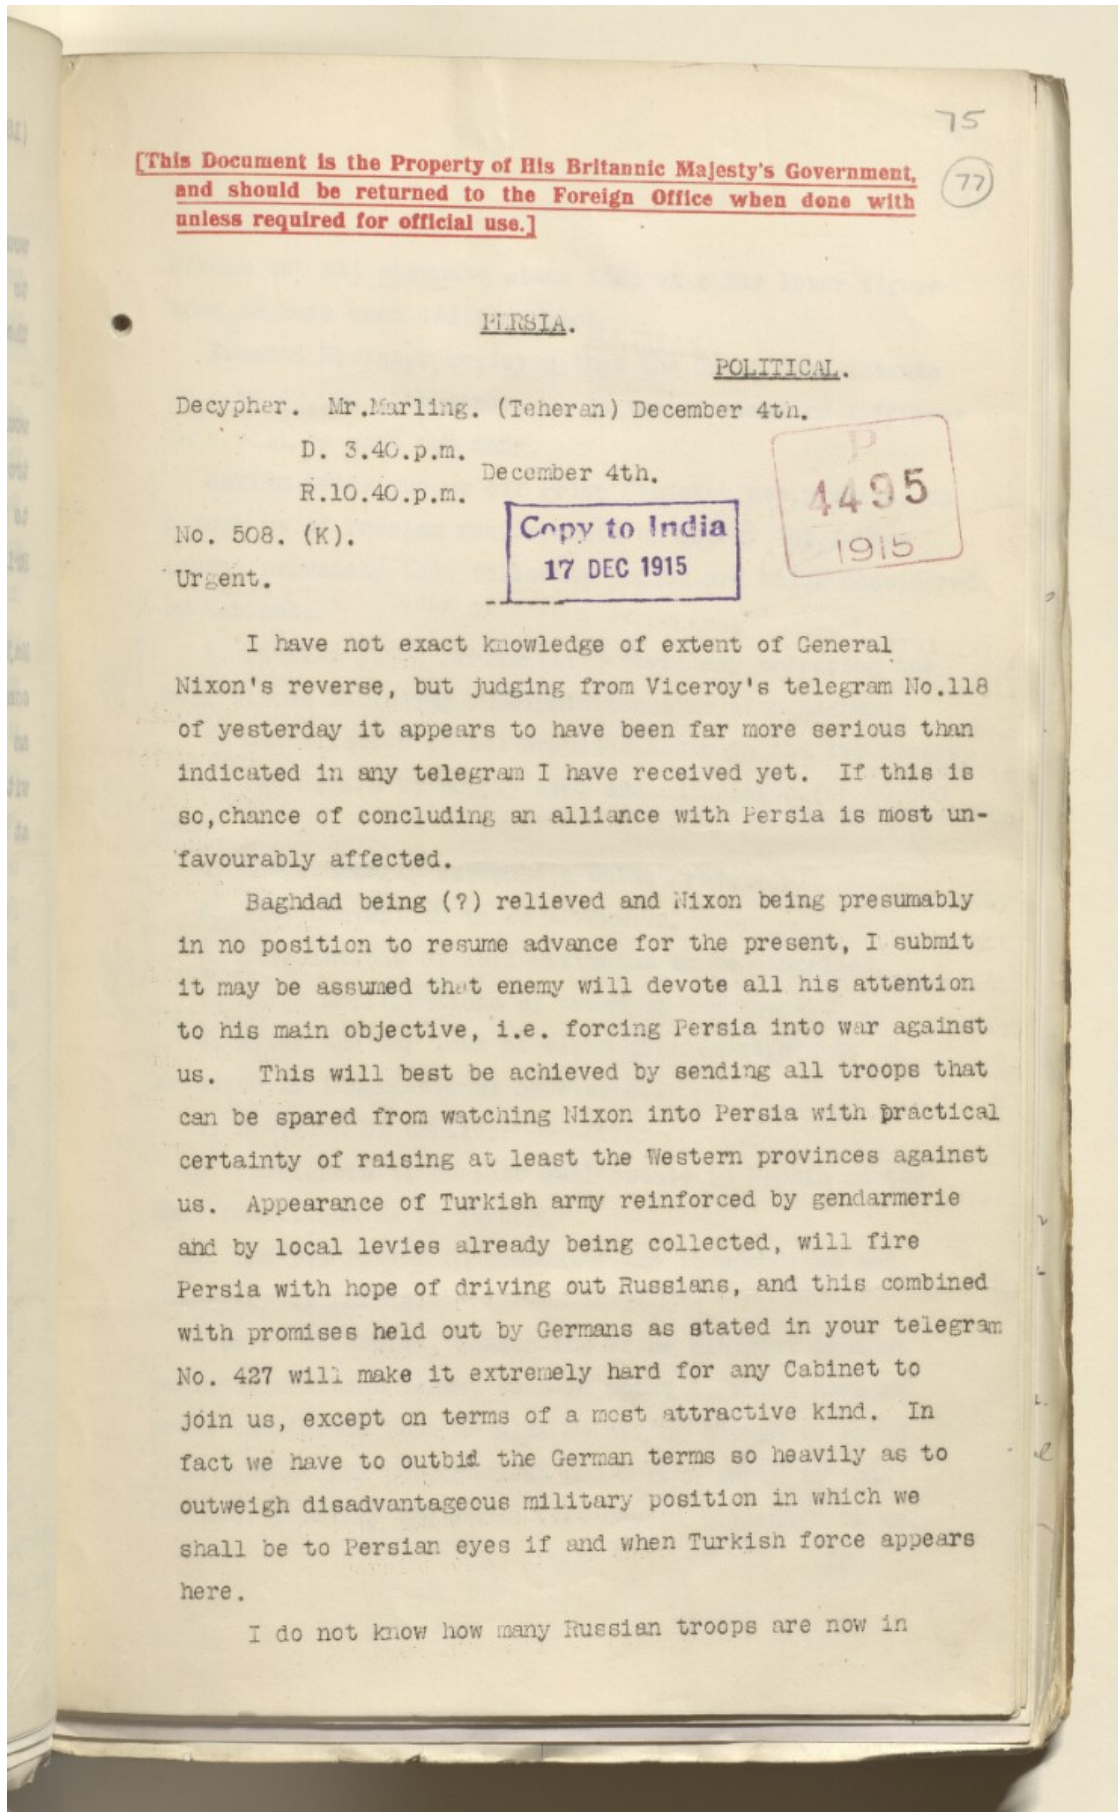 75
77
[This Document is the Property of His Britannic Majesty's Government,
and should be returned to the Foreign Office when done with
unless required for official use.]
PERSIA.
POLITICAL.
Decypher. Mr.Marling. (Teheran) December 4th.
D. 3.40.p.m.
December 4th.
R.10.40.p.m.
No. 508. (K).
Urgent.
Copy to India
17 DEC 1915
P
4495
1915
I have not exact knowledge of extent of General
Nixon's reverse, but judging from Viceroy's telegram No.118
of yesterday it appears to have been far more serious than
indicated in any telegram I have received yet. If this is
so,chance of concluding an alliance with Persia is most un-
favourably affected.
Baghdad being (?) relieved and Nixon being presumably
in no position to resume advance for the present, I submit
it may be assumed that enemy will devote all his attention
to his main objective, i.e. forcing Persia into war against
us. This will best be achieved by sending all troops that
can be spared from watching Nixon into Persia with practical
certainty of raising at least the Western provinces against
us. Appearance of Turkish army reinforced by gendarmerie
and by local levies already being collected, will fire
Persia with hope of driving out Russians, and this combined
with promises held out by Germans as stated in your telegram
No. 427 will make it extremely hard for any Cabinet to
join us, except on terms of a most attractive kind. In
fact we have to outbid the German terms so heavily as to
outweigh disadvantageous military position in which we
shall be to Persian eyes if and when Turkish force appears
here.
I do not know how many Russian troops are now in